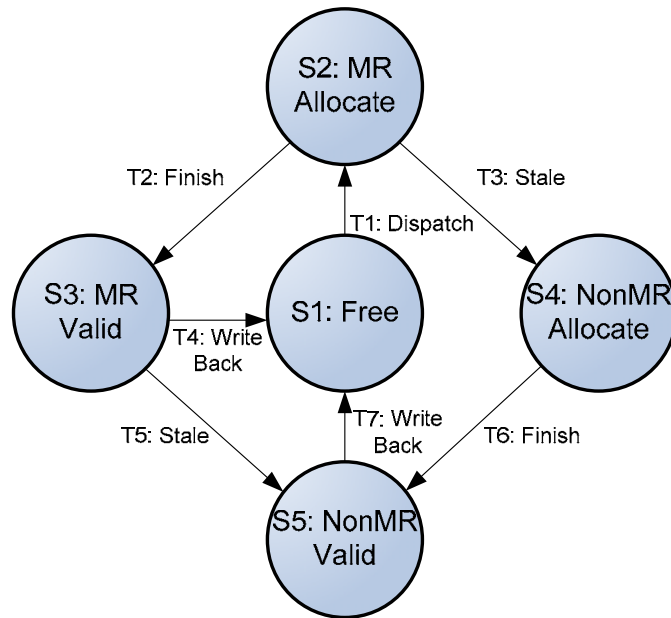 S2: MR
Allocate
T2: Finish
T3: Stale
T1: Dispatch
S3: MR
Valid
S1: Free
S4: NonMR
Allocate
T4: Write
Back
T5: Stale
T7: Write
Back
T6: Finish
S5: NonMR
Valid